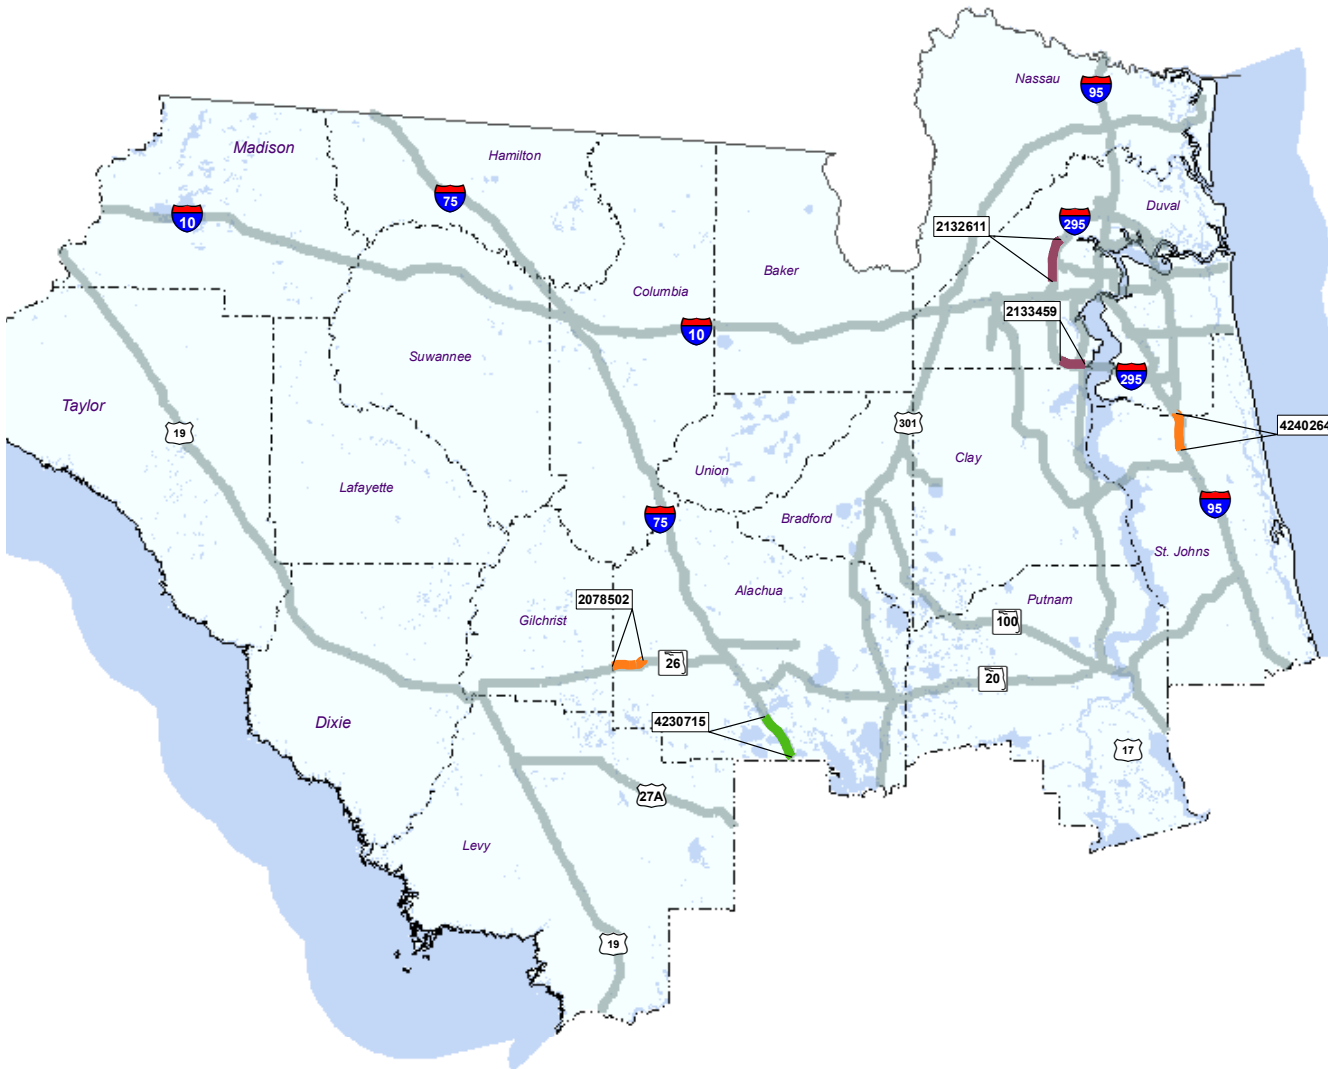 Nassau
95
Madison
Hamilton
75
10
Duval
295
2132611
Baker
Columbia
2133459
10
Suwannee
295
Taylor
19
301
4240264
Clay
Union
Lafayette
75
Bradford
95
St. Johns
Alachua
2078502
Putnam
Gilchrist
100
26
20
Dixie
4230715
17
27A
Levy
19